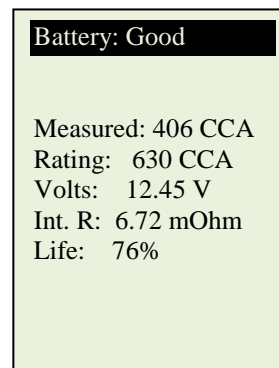 Battery: Good
Measured: 406 CCA
Rating: 630 CCA
Volts: 12.45 V
Int. R: 6.72 mOhm
Life: 76%